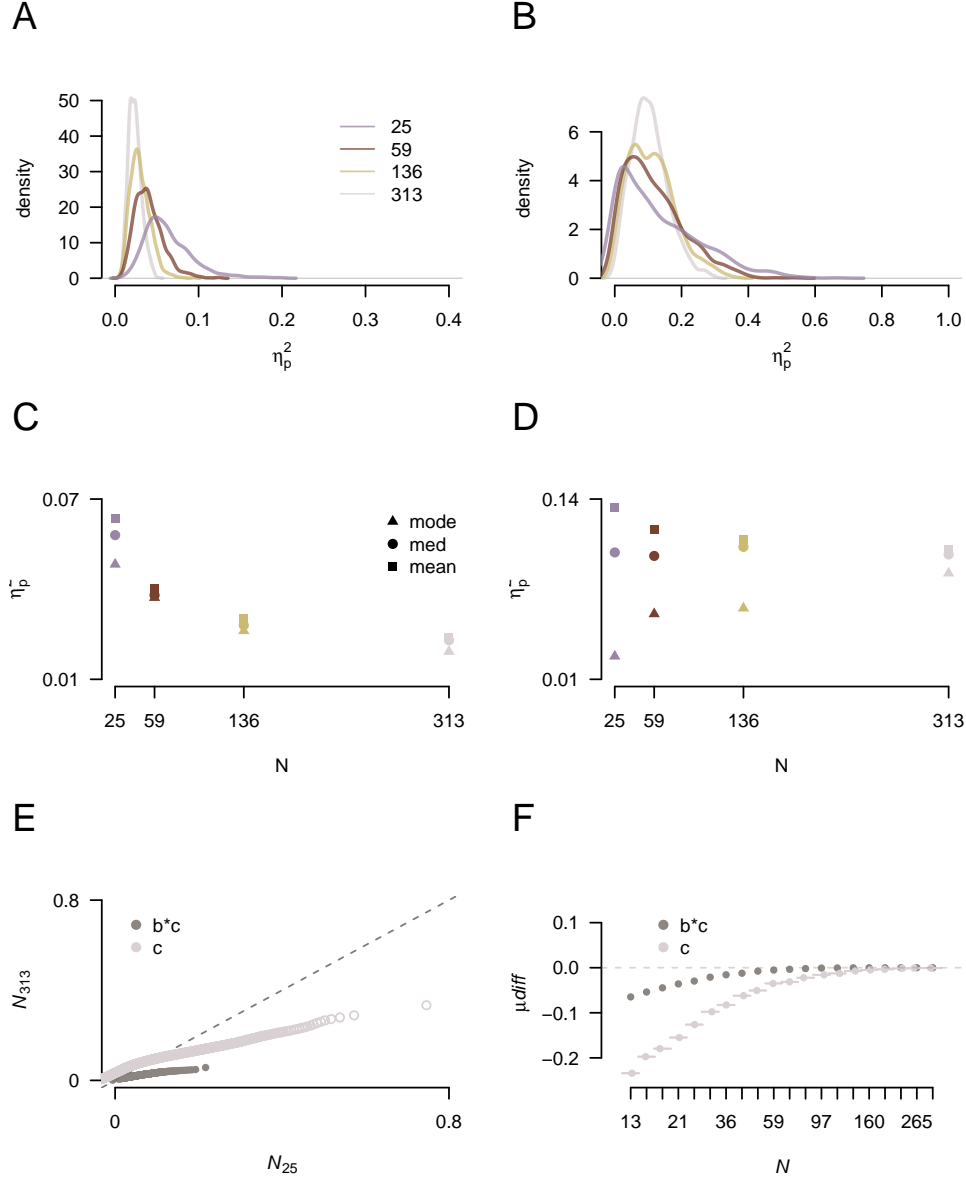 A
B
density
50
40
30
20
10
0
25
59
136
313
0.0 0.1 0.2 0.3 0.4
η²p
density
6
4
2
0
0.0 0.2 0.4 0.6 0.8 1.0
η²p
C
D
0.07
0.01
mode
med
mean
25 59 136 313
N
0.14
0.01
25 59 136 313
N
E
F
N313
0.8
0
b*c
c
0 0.8
N25
μdiff
0.1
0.0
−0.1
−0.2
b*c
c
13 21 36 59 97 160 265
N